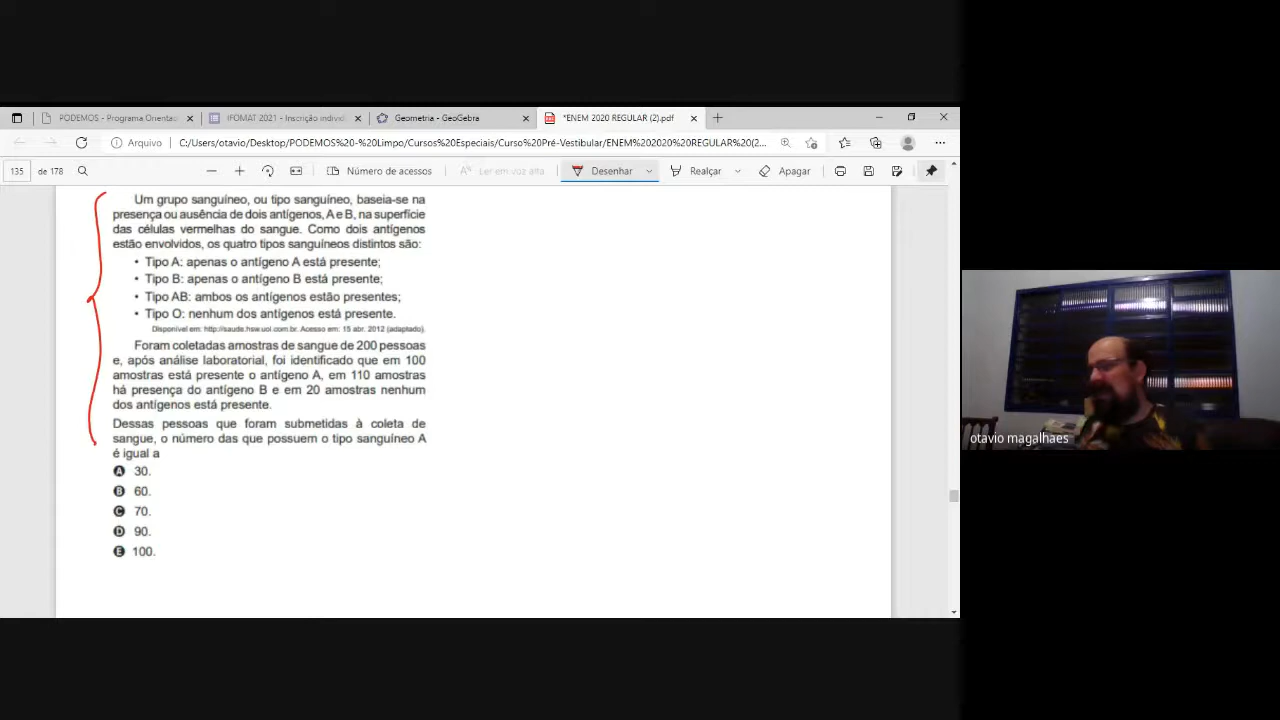 PODEMOS - Programa Orienta
IFOMAT 2021 - Inscrição individ
Geometria - GeoGebra
*ENEM 2020 REGULAR (2).pdf
Arquivo
C:/Users/otavio/Desktop/PODEMOS%20-%20Limpo/Cursos%20Especiais/Curso%20Pré-Vestibular/ENEM%202020%20REGULAR%20(2...
135 de 178
Número de acessos
Ler em voz alta
Desenhar
Realçar
Apagar
Um grupo sanguíneo, ou tipo sanguíneo, baseia-se na
presença ou ausência de dois antígenos, A e B, na superfície
das células vermelhas do sangue. Como dois antígenos
estão envolvidos, os quatro tipos sanguíneos distintos são:
• Tipo A: apenas o antígeno A está presente;
• Tipo B: apenas o antígeno B está presente;
• Tipo AB: ambos os antígenos estão presentes;
• Tipo O: nenhum dos antígenos está presente.
Disponível em: http://saude.hsw.uol.com.br. Acesso em: 15 abr. 2012 (adaptado).
Foram coletadas amostras de sangue de 200 pessoas
e, após análise laboratorial, foi identificado que em 100
amostras está presente o antígeno A, em 110 amostras
há presença do antígeno B e em 20 amostras nenhum
dos antígenos está presente.
Dessas pessoas que foram submetidas à coleta de
sangue, o número das que possuem o tipo sanguíneo A
é igual a
A 30.
B 60.
C 70.
D 90.
E 100.
otavio magalhaes